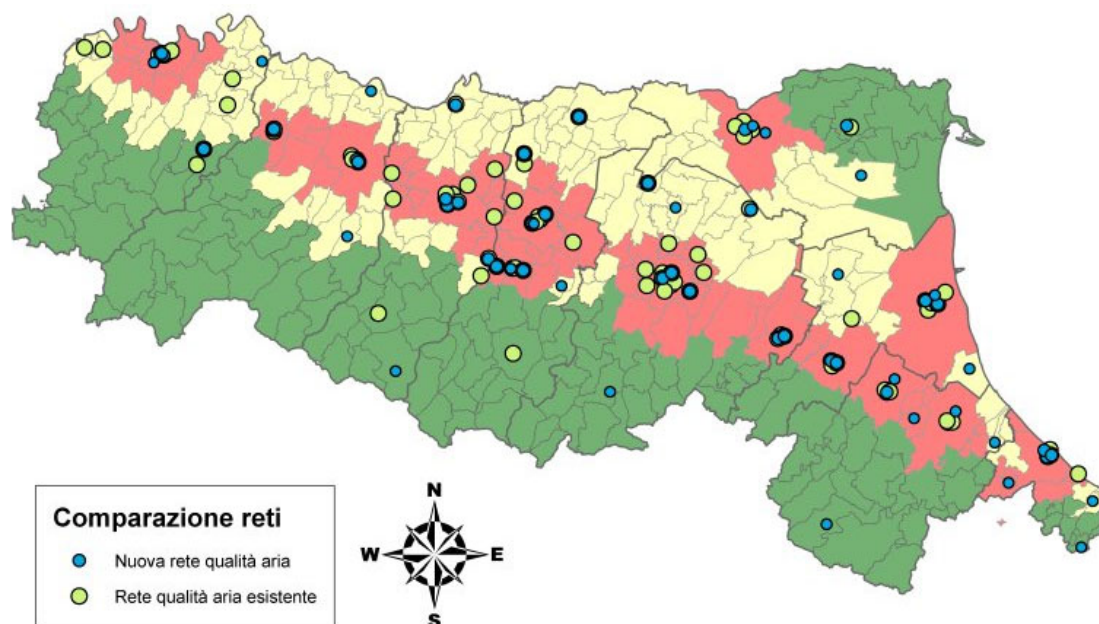 Comparazione reti
Nuova rete qualità aria
Rete qualità aria esistente
N
W E
S